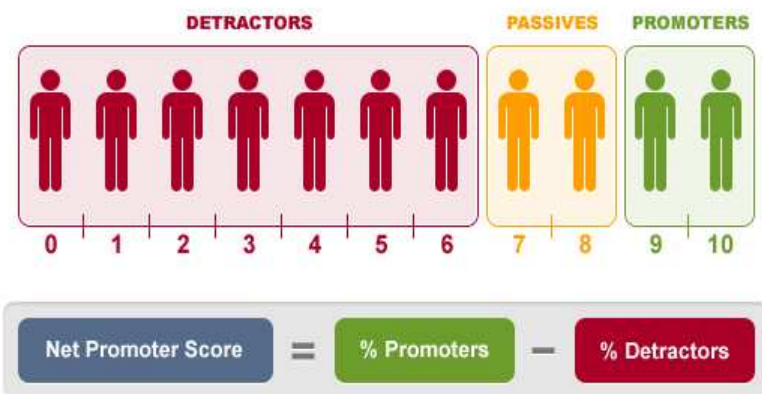 DETRACTORS PASSIVES PROMOTERS
0 1 2 3 4 5 6 7 8 9 10
Net Promoter Score = % Promoters − % Detractors